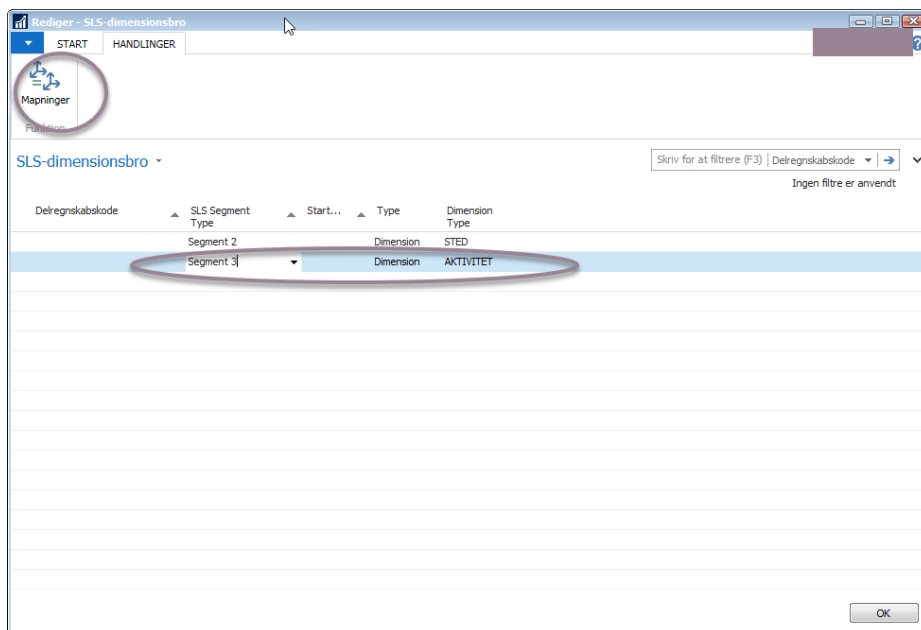 Rediger - SLS-dimensionsbro
START HANDLINGER
Mapninger
Funktion
SLS-dimensionsbro
Skriv for at filtrere (F3) Delregnskabskode
Ingen filtre er anvendt
Delregnskabskode SLS Segment Type Start... Type Dimension Type
Segment 2 Dimension STED
Segment 3 Dimension AKTIVITET
OK